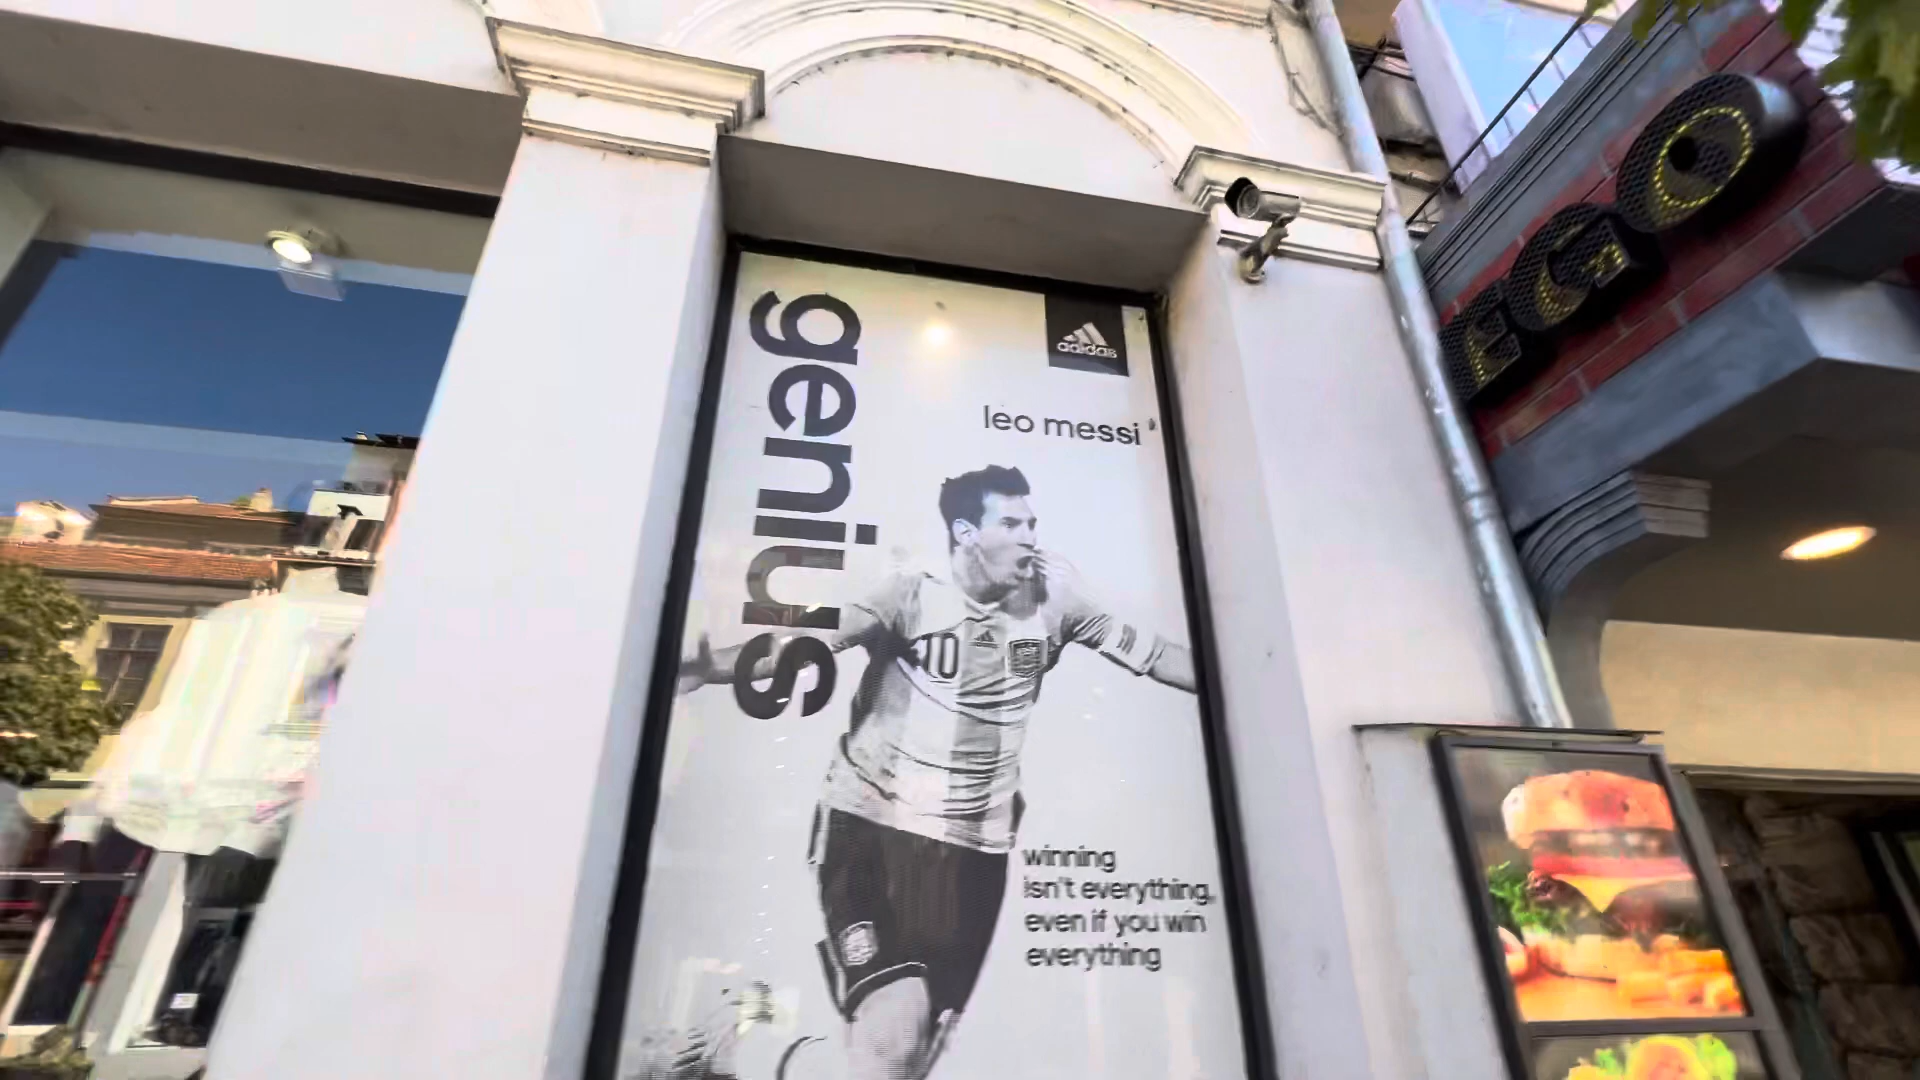 genius
adidas
leo messi
10
winning
isn't everything,
even if you win
everything
EGO